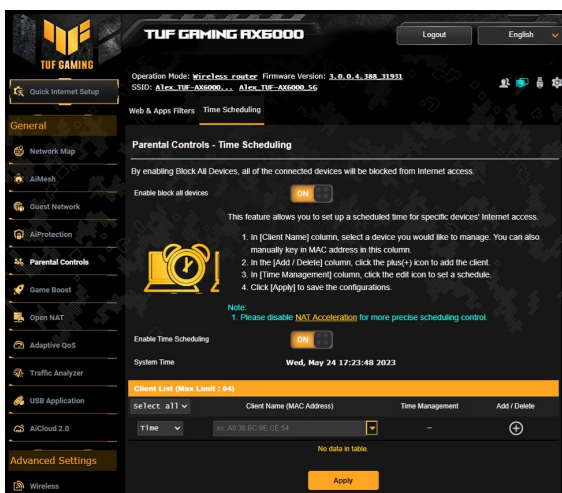 TUF GAMING AX6000
Logout
English
TUF GAMING
Operation Mode: Wireless router Firmware Version: 3.0.0.4.388_31931
SSID: Alex_TUF-AX6000... Alex_TUF-AX6000_5G
Quick Internet Setup
Web & Apps Filters Time Scheduling
General
Network Map
AiMesh
Guest Network
AiProtection
Parental Controls
Game Boost
Open NAT
Adaptive QoS
Traffic Analyzer
USB Application
AiCloud 2.0
Advanced Settings
Wireless
Parental Controls - Time Scheduling
By enabling Block All Devices, all of the connected devices will be blocked from Internet access.
Enable block all devices
ON
This feature allows you to set up a scheduled time for specific devices' Internet access.
1. In [Client Name] column, select a device you would like to manage. You can also
manually key in MAC address in this column.
2. In the [Add / Delete] column, click the plus(+) icon to add the client.
3. In [Time Management] column, click the edit icon to set a schedule.
4. Click [Apply] to save the configurations.
Note:
1. Please disable NAT Acceleration for more precise scheduling control.
Enable Time Scheduling
ON
System Time
Wed, May 24 17:23:48 2023
Client List (Max Limit : 64)
Select all
Client Name (MAC Address)
Time Management
Add / Delete
Time
ex: A0:36:BC:9E:CE:54
–
No data in table.
Apply